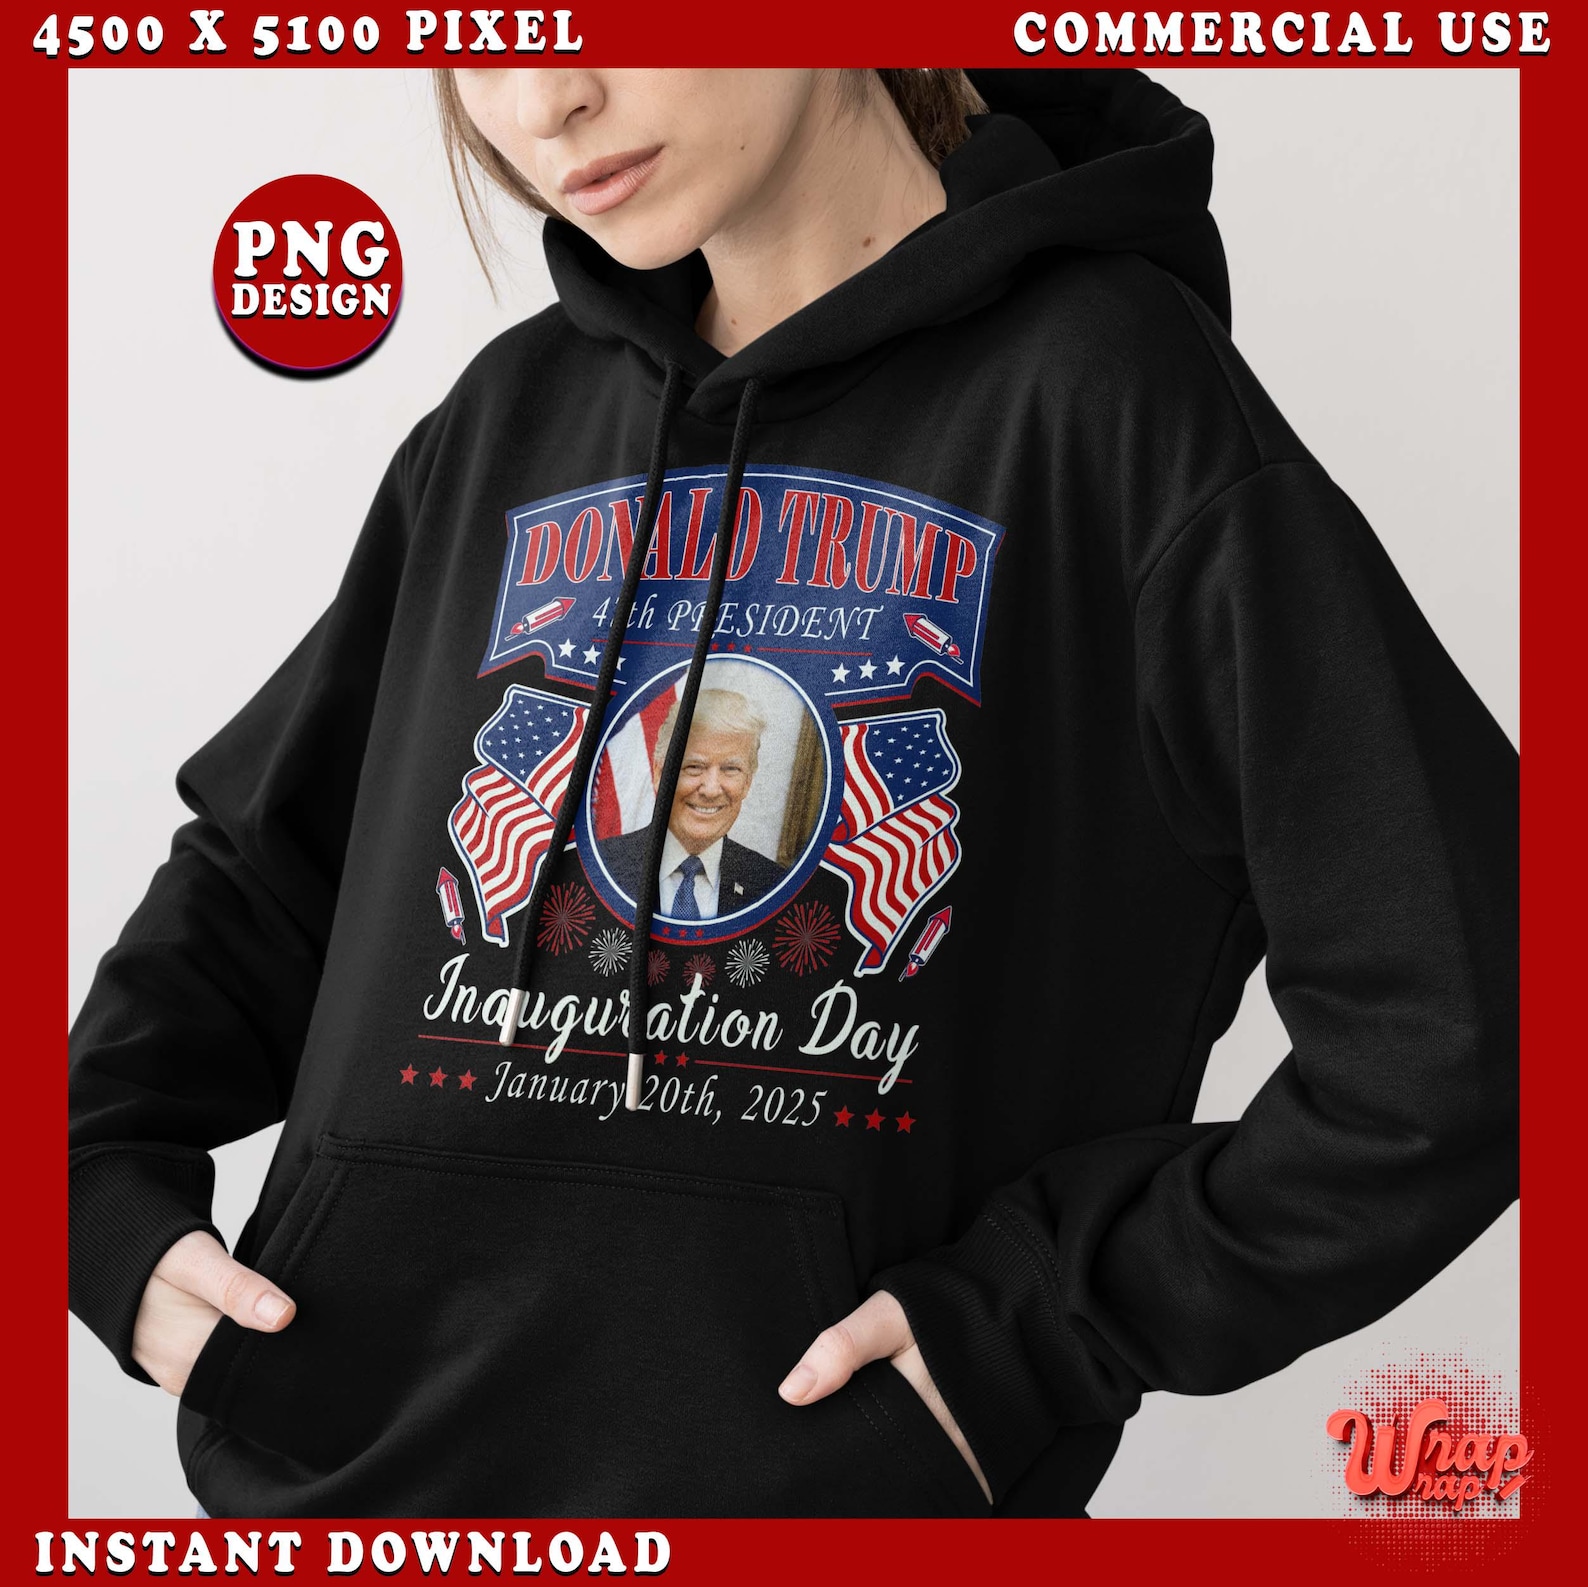 4500 X 5100 PIXEL
COMMERCIAL USE
PNG
DESIGN
DONALD TRUMP
47th PRESIDENT
Inauguration Day
January 20th, 2025
Wrap
Wrap
INSTANT DOWNLOAD